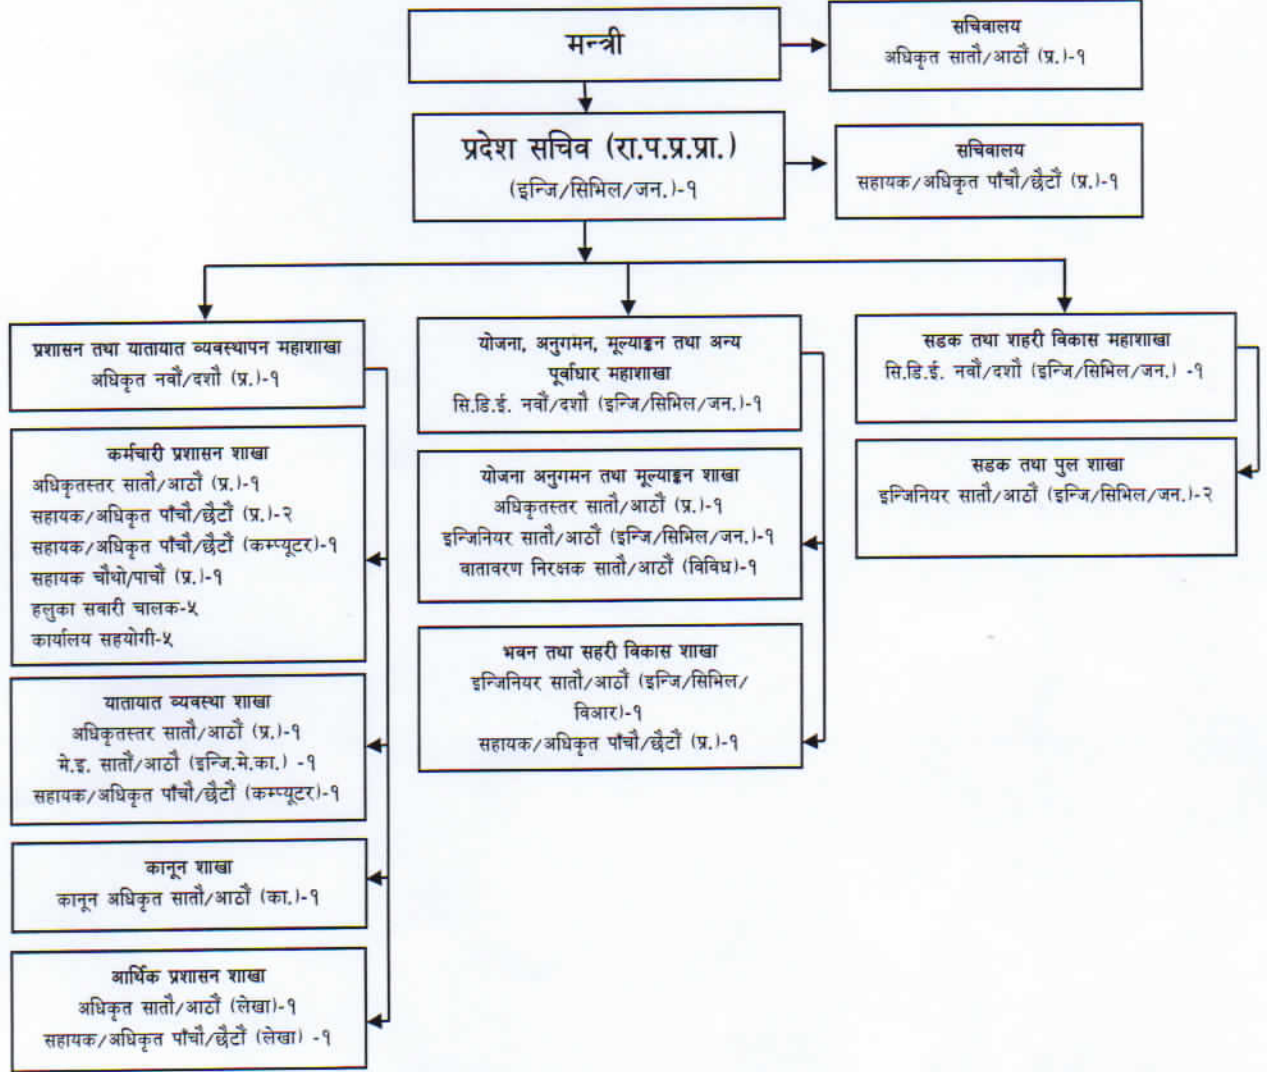 मन्त्री
सचिवालय
अधिकृत सातौ/आठौं (प्र.)-१
प्रदेश सचिव (रा.प.प्र.प्रा.)
(इन्जि/सिभिल/जन.)-१
सचिवालय
सहायक/अधिकृत पाँचौ/छैटौं (प्र.)-१
प्रशासन तथा यातायात व्यवस्थापन महाशाखा
अधिकृत नवौं/दशौ (प्र.)-१
कर्मचारी प्रशासन शाखा
अधिकृतस्तर सातौ/आठौं (प्र.)-१
सहायक/अधिकृत पाँचौ/छैटौं (प्र.)-२
सहायक/अधिकृत पाँचौ/छैटौं (कम्प्यूटर)-१
सहायक चौथो/पाचौं (प्र.)-१
हलुका सवारी चालक-५
कार्यालय सहयोगी-५
यातायात व्यवस्था शाखा
अधिकृतस्तर सातौ/आठौं (प्र.)-१
मे.इ. सातौं/आठौ (इन्जि.मे.का.) -१
सहायक/अधिकृत पाँचौ/छैटौं (कम्प्यूटर)-१
कानून शाखा
कानून अधिकृत सातौ/आठौं (का.)-१
आर्थिक प्रशासन शाखा
अधिकृत सातौ/आठौं (लेखा)-१
सहायक/अधिकृत पाँचौ/छैटौं (लेखा) -१
योजना, अनुगमन, मूल्याङ्कन तथा अन्य
पूर्वाधार महाशाखा
सि.डि.ई. नवौं/दशौ (इन्जि/सिभिल/जन.)-१
योजना अनुगमन तथा मूल्याङ्कन शाखा
अधिकृतस्तर सातौ/आठौं (प्र.)-१
इन्जिनियर सातौ/आठौं (इन्जि/सिभिल/जन.)-१
वातावरण निरक्षक सातौ/आठौं (विविध)-१
भवन तथा सहरी विकास शाखा
इन्जिनियर सातौ/आठौं (इन्जि/सिभिल/
विआर)-१
सहायक/अधिकृत पाँचौ/छैटौं (प्र.)-१
सडक तथा शहरी विकास महाशाखा
सि.डि.ई. नवौं/दशौ (इन्जि/सिभिल/जन.) -१
सडक तथा पुल शाखा
इन्जिनियर सातौ/आठौं (इन्जि/सिभिल/जन.)-२